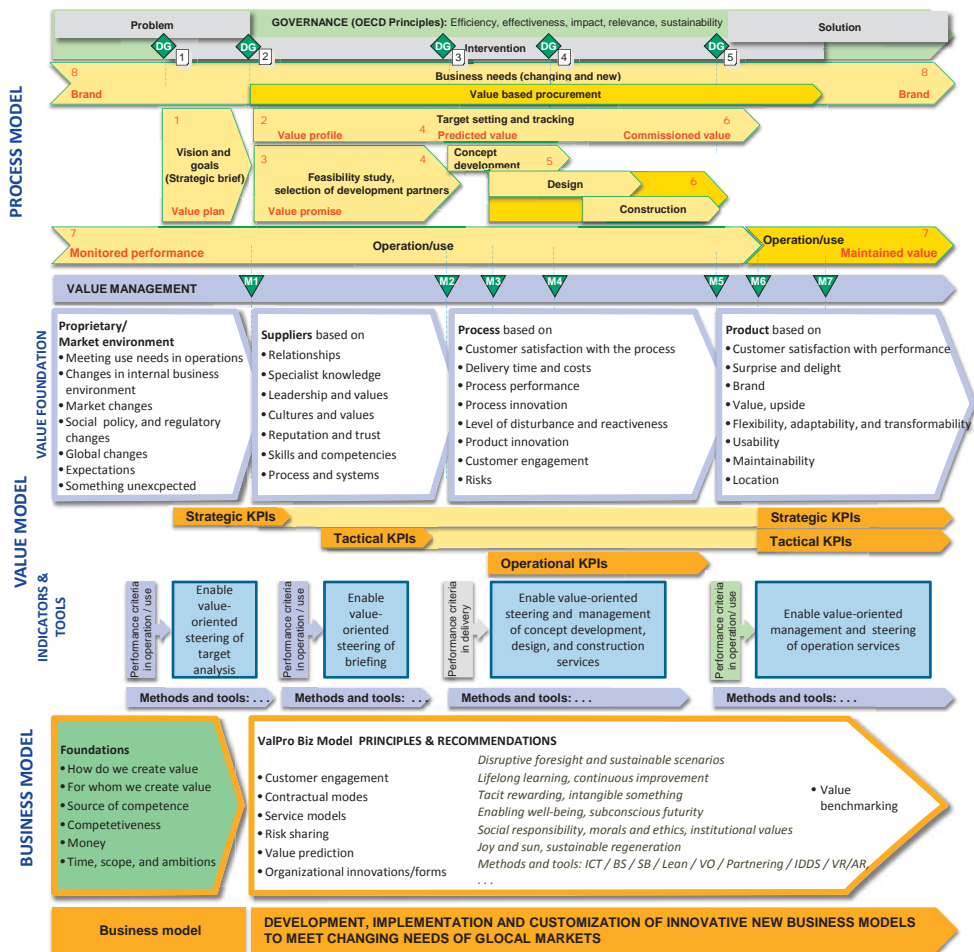 GOVERNANCE (OECD Principles): Efficiency, effectiveness, impact, relevance, sustainability
Problem
Solution
Intervention
DG
1
DG
2
DG
3
DG
4
DG
5
PROCESS MODEL
8
Business needs (changing and new)
8
Brand
Brand
Value based procurement
1
Vision and
goals
(Strategic brief)
Value plan
2
Target setting and tracking
6
Value profile
4
Predicted value
Commissioned value
3
4
Feasibility study,
selection of development partners
Value promise
Concept
development
5
Design
6
Construction
7
Operation/use
Monitored performance
7
Operation/use
Maintained value
VALUE MANAGEMENT
M1
M2
M3
M4
M5
M6
M7
VALUE MODEL
VALUE FOUNDATION
Proprietary/
Market environment
• Meeting use needs in operations
• Changes in internal business
environment
• Market changes
• Social policy, and regulatory
changes
• Global changes
• Expectations
• Something unexcpected
Suppliers based on
• Relationships
• Specialist knowledge
• Leadership and values
• Cultures and values
• Reputation and trust
• Skills and competencies
• Process and systems
Process based on
• Customer satisfaction with the process
• Delivery time and costs
• Process performance
• Process innovation
• Level of disturbance and reactiveness
• Product innovation
• Customer engagement
• Risks
Product based on
• Customer satisfaction with performance
• Surprise and delight
• Brand
• Value, upside
• Flexibility, adaptability, and transformability
• Usability
• Maintainability
• Location
Strategic KPIs
Strategic KPIs
Tactical KPIs
Tactical KPIs
Operational KPIs
INDICATORS &
TOOLS
Performance criteria
in operation / use
Enable
value-
oriented
steering of
target
analysis
Performance criteria
in operation / use
Enable
value-
oriented
steering of
briefing
Performance criteria
in delivery
Enable value-oriented
steering and management
of concept development,
design, and construction
services
Performance criteria
in operation/use
Enable value-oriented
management and steering
of operation services
Methods and tools: . . .
Methods and tools: . . .
Methods and tools: . . .
Methods and tools: . . .
BUSINESS MODEL
Foundations
• How do we create value
• For whom we create value
• Source of competence
• Competetiveness
• Money
• Time, scope, and ambitions
ValPro Biz Model PRINCIPLES & RECOMMENDATIONS
• Customer engagement
• Contractual modes
• Service models
• Risk sharing
• Value prediction
• Organizational innovations/forms
Disruptive foresight and sustainable scenarios
Lifelong learning, continuous improvement
Tacit rewarding, intangible something
Enabling well-being, subconscious futurity
Social responsibility, morals and ethics, institutional values
Joy and sun, sustainable regeneration
Methods and tools: ICT / BS / SB / Lean / VO / Partnering / IDDS / VR/AR,
. . .
• Value
benchmarking
Business model
DEVELOPMENT, IMPLEMENTATION AND CUSTOMIZATION OF INNOVATIVE NEW BUSINESS MODELS
TO MEET CHANGING NEEDS OF GLOCAL MARKETS